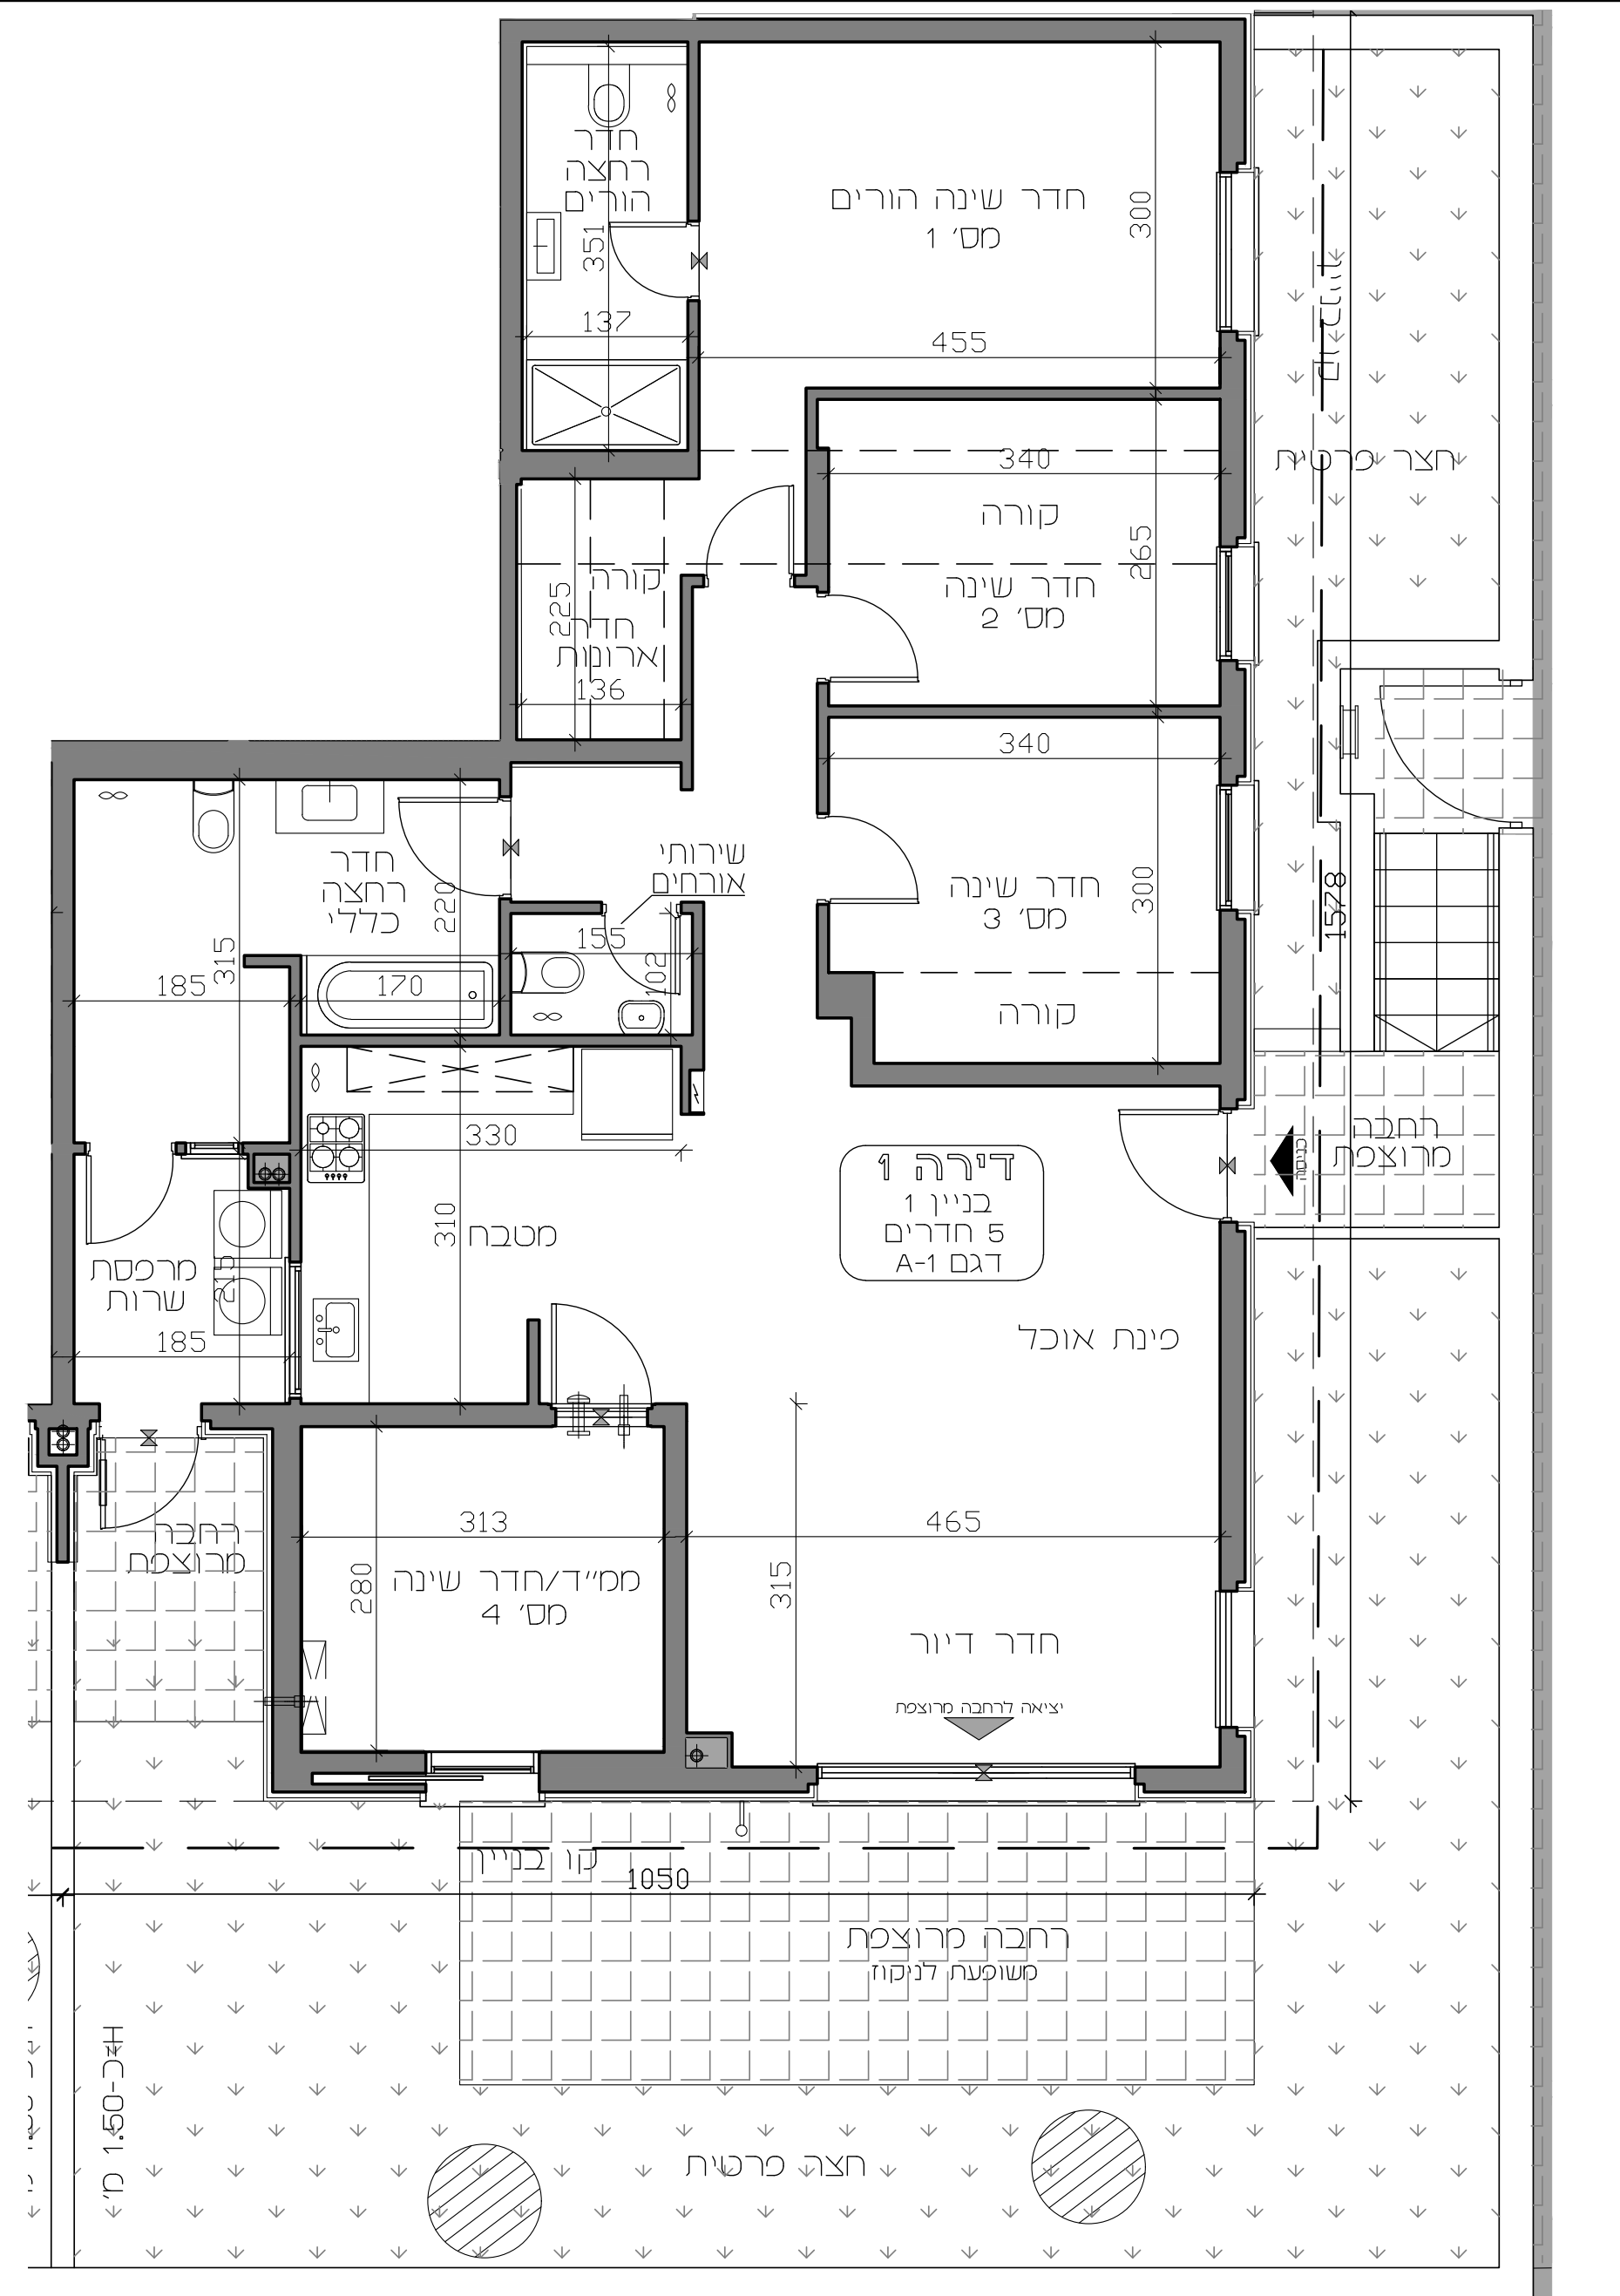 חדר
רחצה
הורים
351
137
חדר שינה הורים
מס' 1
300
455
קו בניין
חצר פרטית
340
קורה
265
חדר שינה
מס' 2
קורה
225
חדר
ארונות
136
340
חדר שינה
מס' 3
300
קורה
1578
שירותי
אורחים
155
102
חדר
רחצה
כללי
220
315
185
170
330
310
מטבח
דירה 1
בניין 1
5 חדרים
דגם A-1
כניסה
רחבה
מרוצפת
פינת אוכל
מרפסת
שרות
215
185
רחבה
מרוצפת
313
280
ממ"ד/חדר שינה
מס' 4
465
315
חדר דיור
יציאה לרחבה מרוצפת
קו בניין
1050
רחבה מרוצפת
משופעת לניקוז
H=כ-1.50 מ'
חצר פרטית